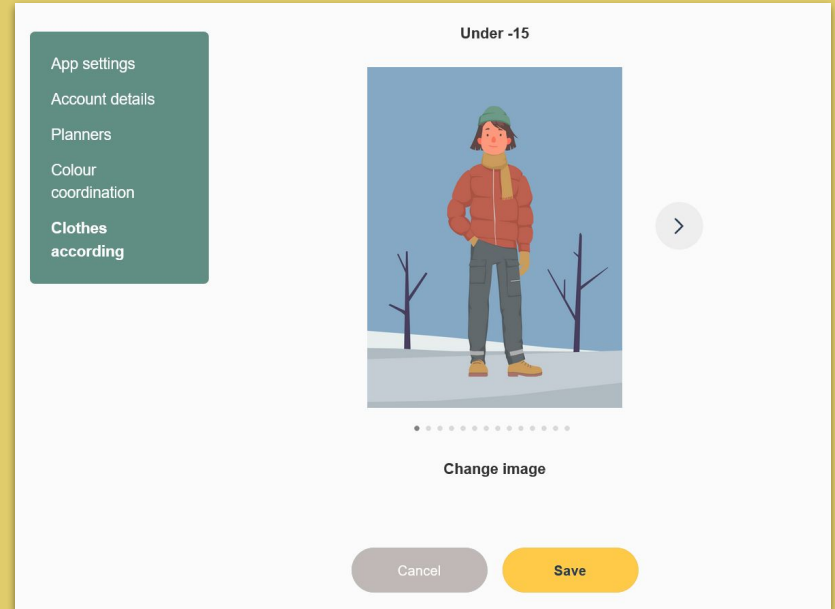 Under -15
App settings
Account details
Planners
Colour
coordination
Clothes
according
Change image
Cancel
Save